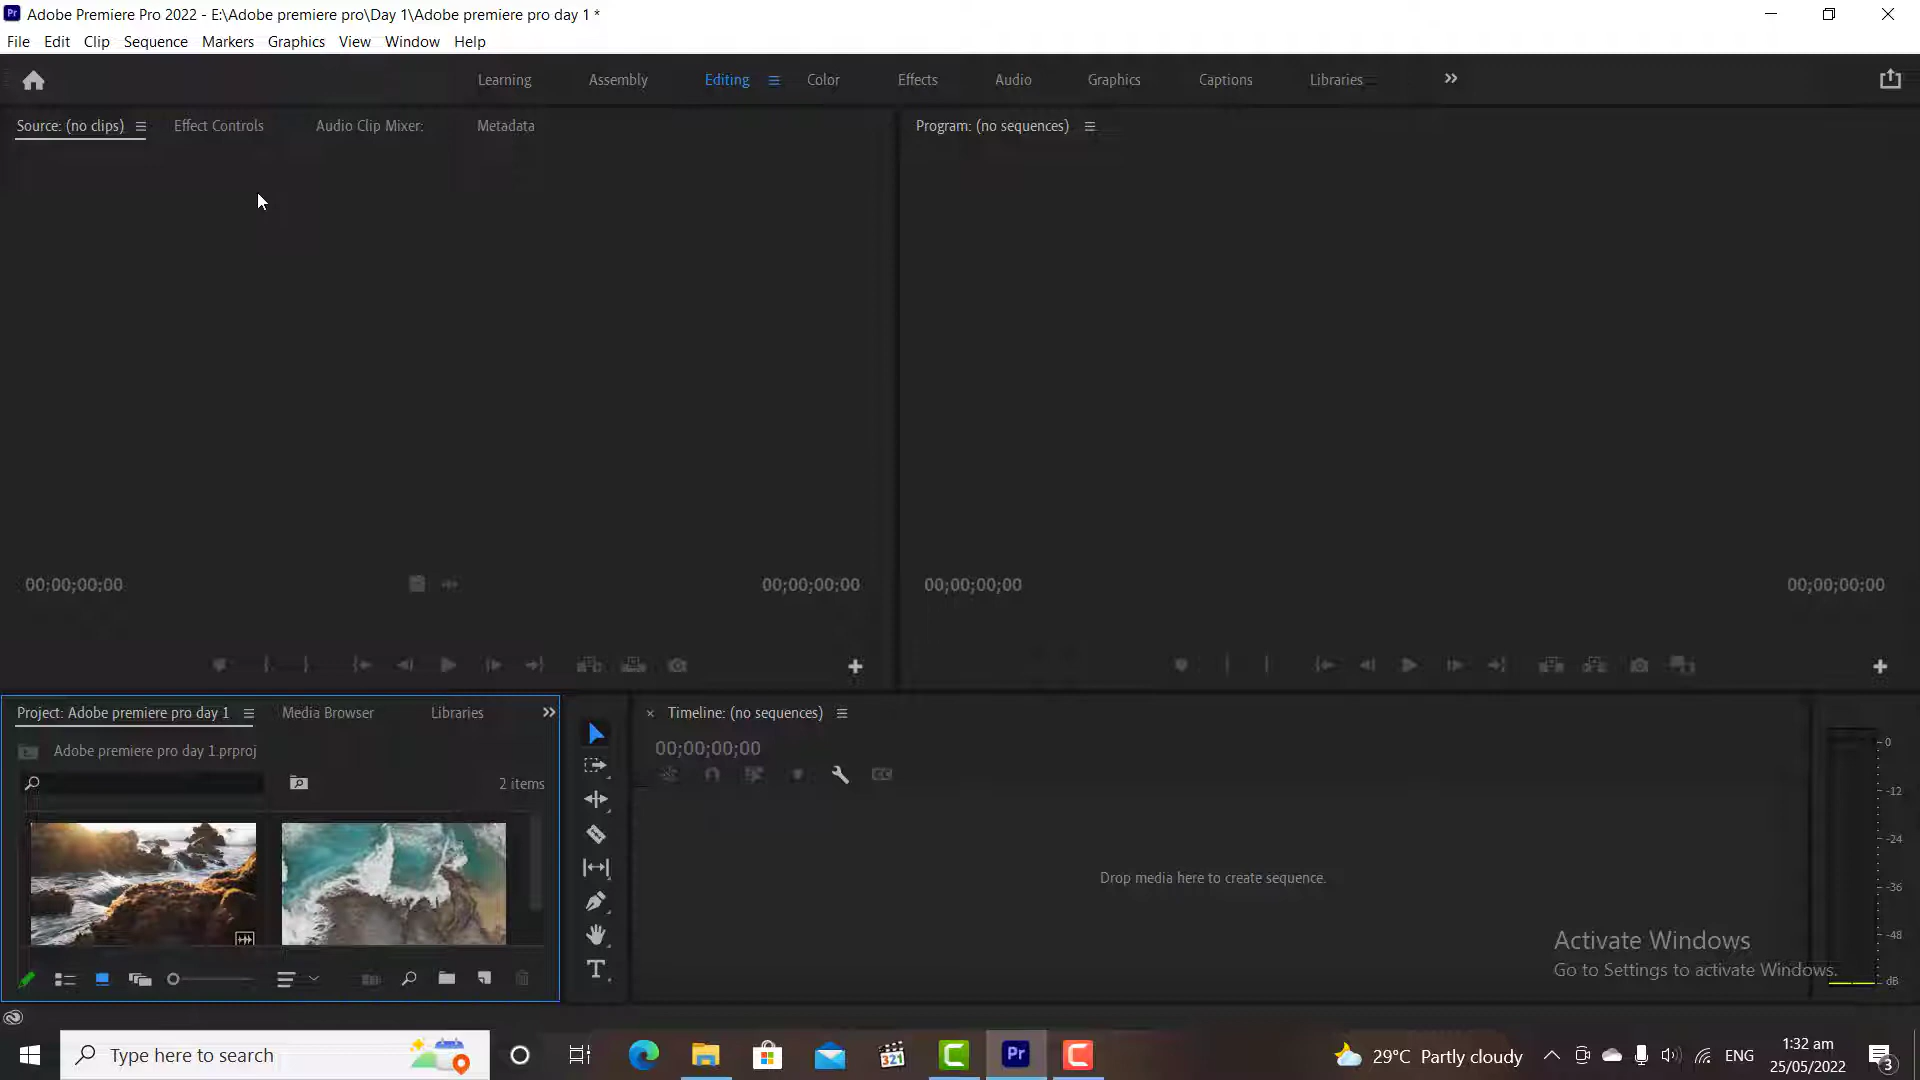 Pr Adobe Premiere Pro 2022 - E:\Adobe premiere pro\Day 1\Adobe premiere pro day 1 *
File Edit Clip Sequence Markers Graphics View Window Help
Learning Assembly Editing Color Effects Audio Graphics Captions Libraries
Source: (no clips) Effect Controls Audio Clip Mixer: Metadata
Program: (no sequences)
00;00;00;00 00;00;00;00
00;00;00;00 00;00;00;00
Project: Adobe premiere pro day 1 Media Browser Libraries
Adobe premiere pro day 1.prproj
2 items
Timeline: (no sequences)
00;00;00;00
CC
Drop media here to create sequence.
0
-12
-24
-36
-48
dB
Activate Windows
Go to Settings to activate Windows.
Type here to search
321
Pr
29°C Partly cloudy
ENG
1:32 am
25/05/2022
3